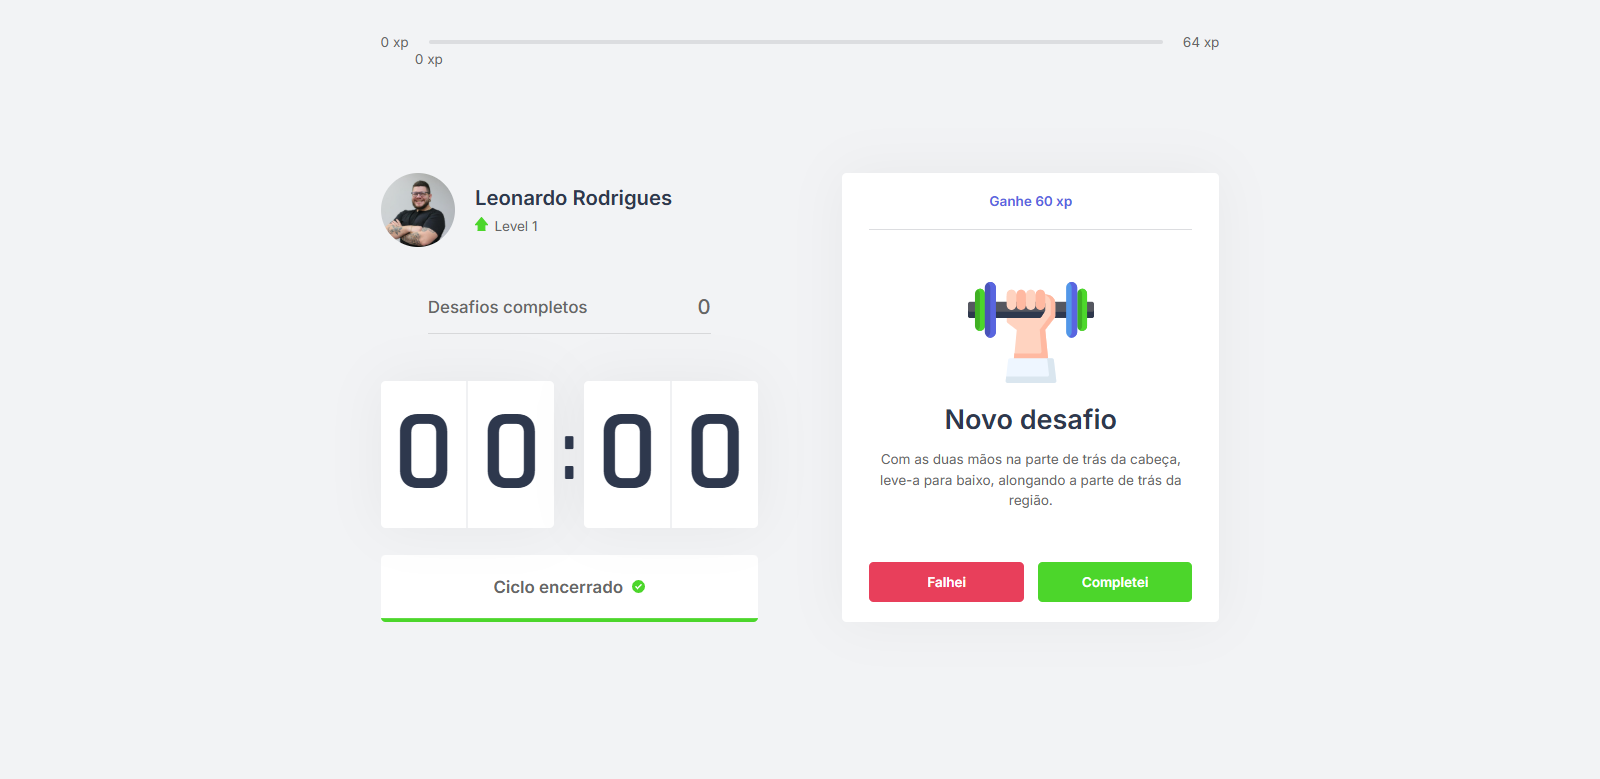 0 xp
64 xp
0 xp
Leonardo Rodrigues
Level 1
Desafios completos 0
00:00
Ciclo encerrado
Ganhe 60 xp
Novo desafio
Com as duas mãos na parte de trás da cabeça,
leve-a para baixo, alongando a parte de trás da
região.
Falhei
Completei